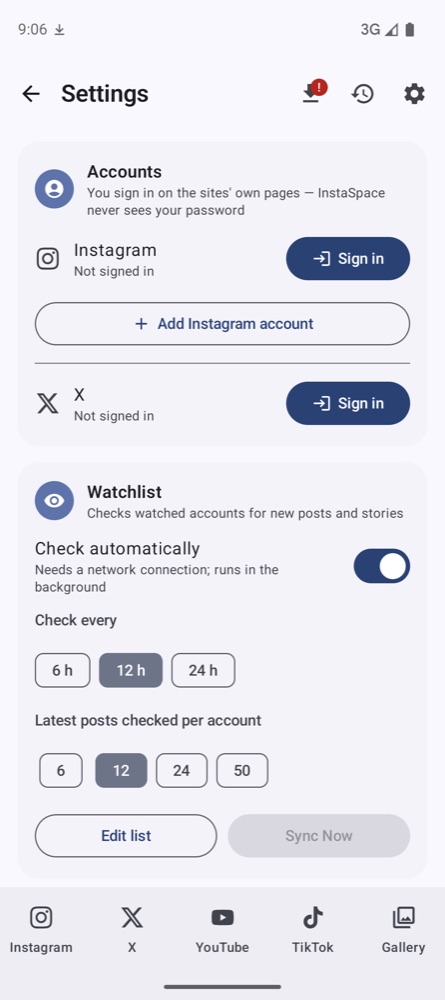 9:06
3G
Settings
!
Accounts
You sign in on the sites' own pages — InstaSpace
never sees your password
Instagram
Not signed in
Sign in
+ Add Instagram account
X
Not signed in
Sign in
Watchlist
Checks watched accounts for new posts and stories
Check automatically
Needs a network connection; runs in the
background
Check every
6 h 12 h 24 h
Latest posts checked per account
6 12 24 50
Edit list Sync Now
Instagram X YouTube TikTok Gallery